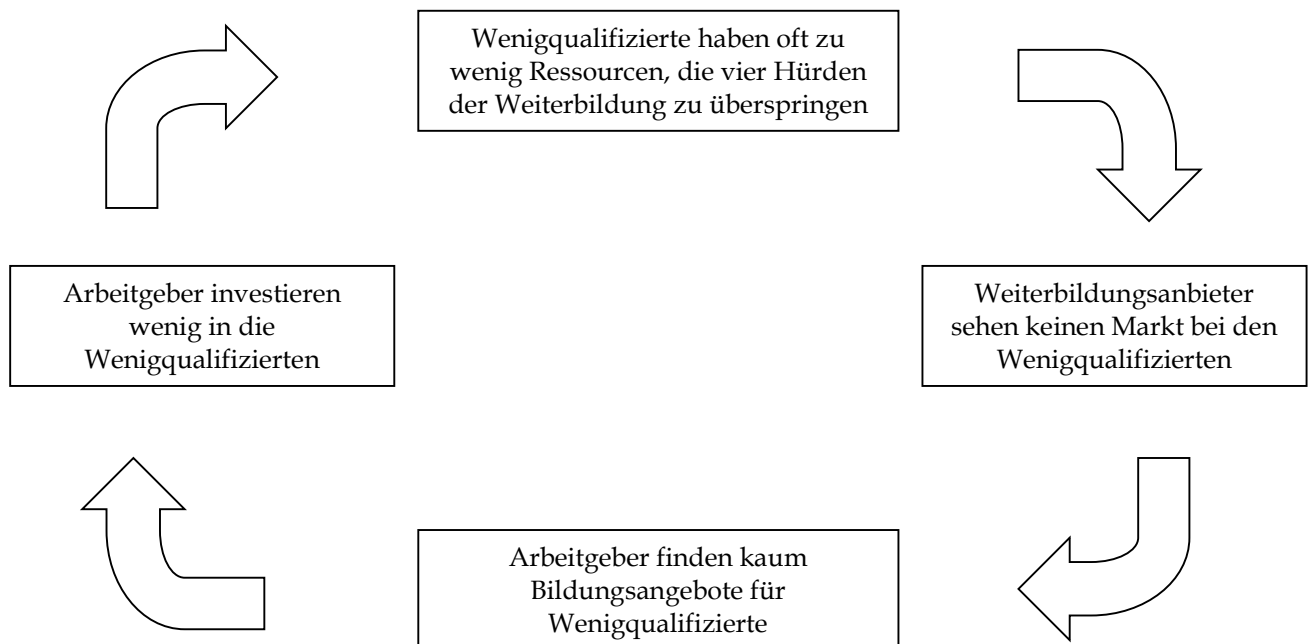 Wenigqualifizierte haben oft zu
wenig Ressourcen, die vier Hürden
der Weiterbildung zu überspringen
Arbeitgeber investieren
wenig in die
Wenigqualifizierten
Weiterbildungsanbieter
sehen keinen Markt bei den
Wenigqualifizierten
Arbeitgeber finden kaum
Bildungsangebote für
Wenigqualifizierte